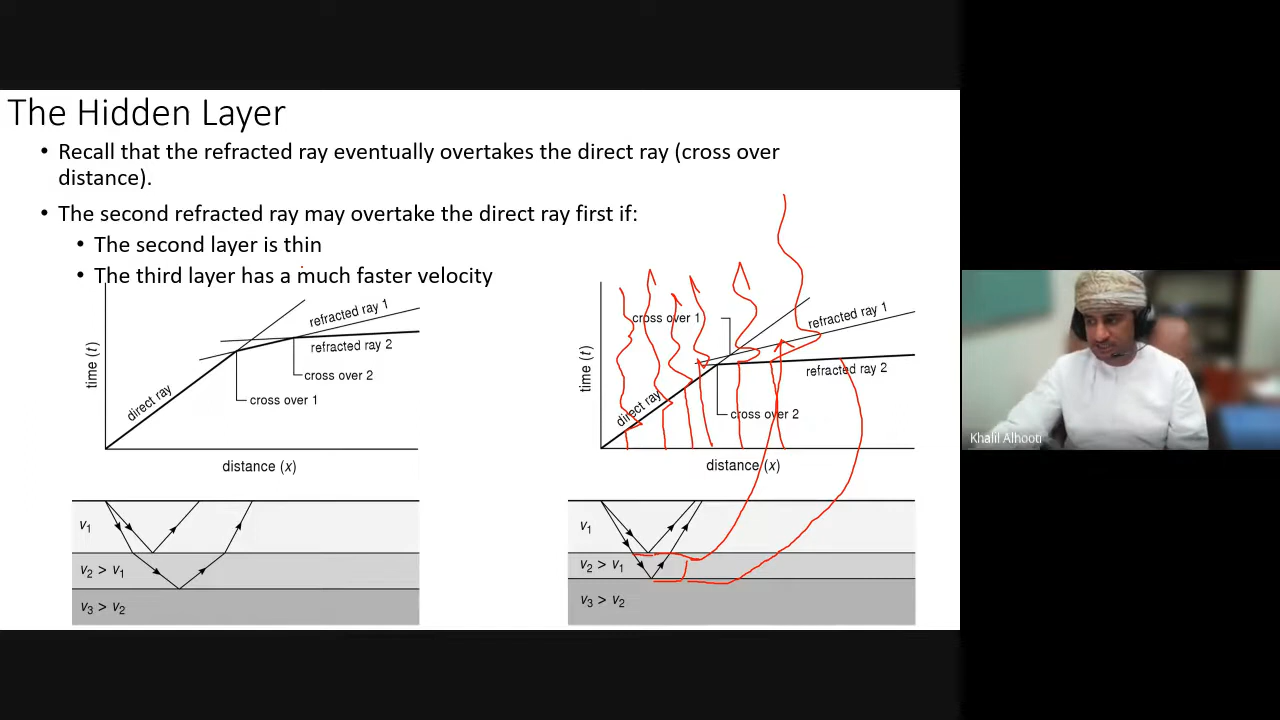 The Hidden Layer
• Recall that the refracted ray eventually overtakes the direct ray (cross over
distance).
• The second refracted ray may overtake the direct ray first if:
• The second layer is thin
• The third layer has a much faster velocity
time (t)
direct ray
refracted ray 1
refracted ray 2
cross over 2
cross over 1
distance (x)
v1
v2 > v1
v3 > v2
time (t)
direct ray
cross over 1
refracted ray 1
refracted ray 2
cross over 2
distance (x)
v1
v2 > v1
v3 > v2
Khalil Alhooti